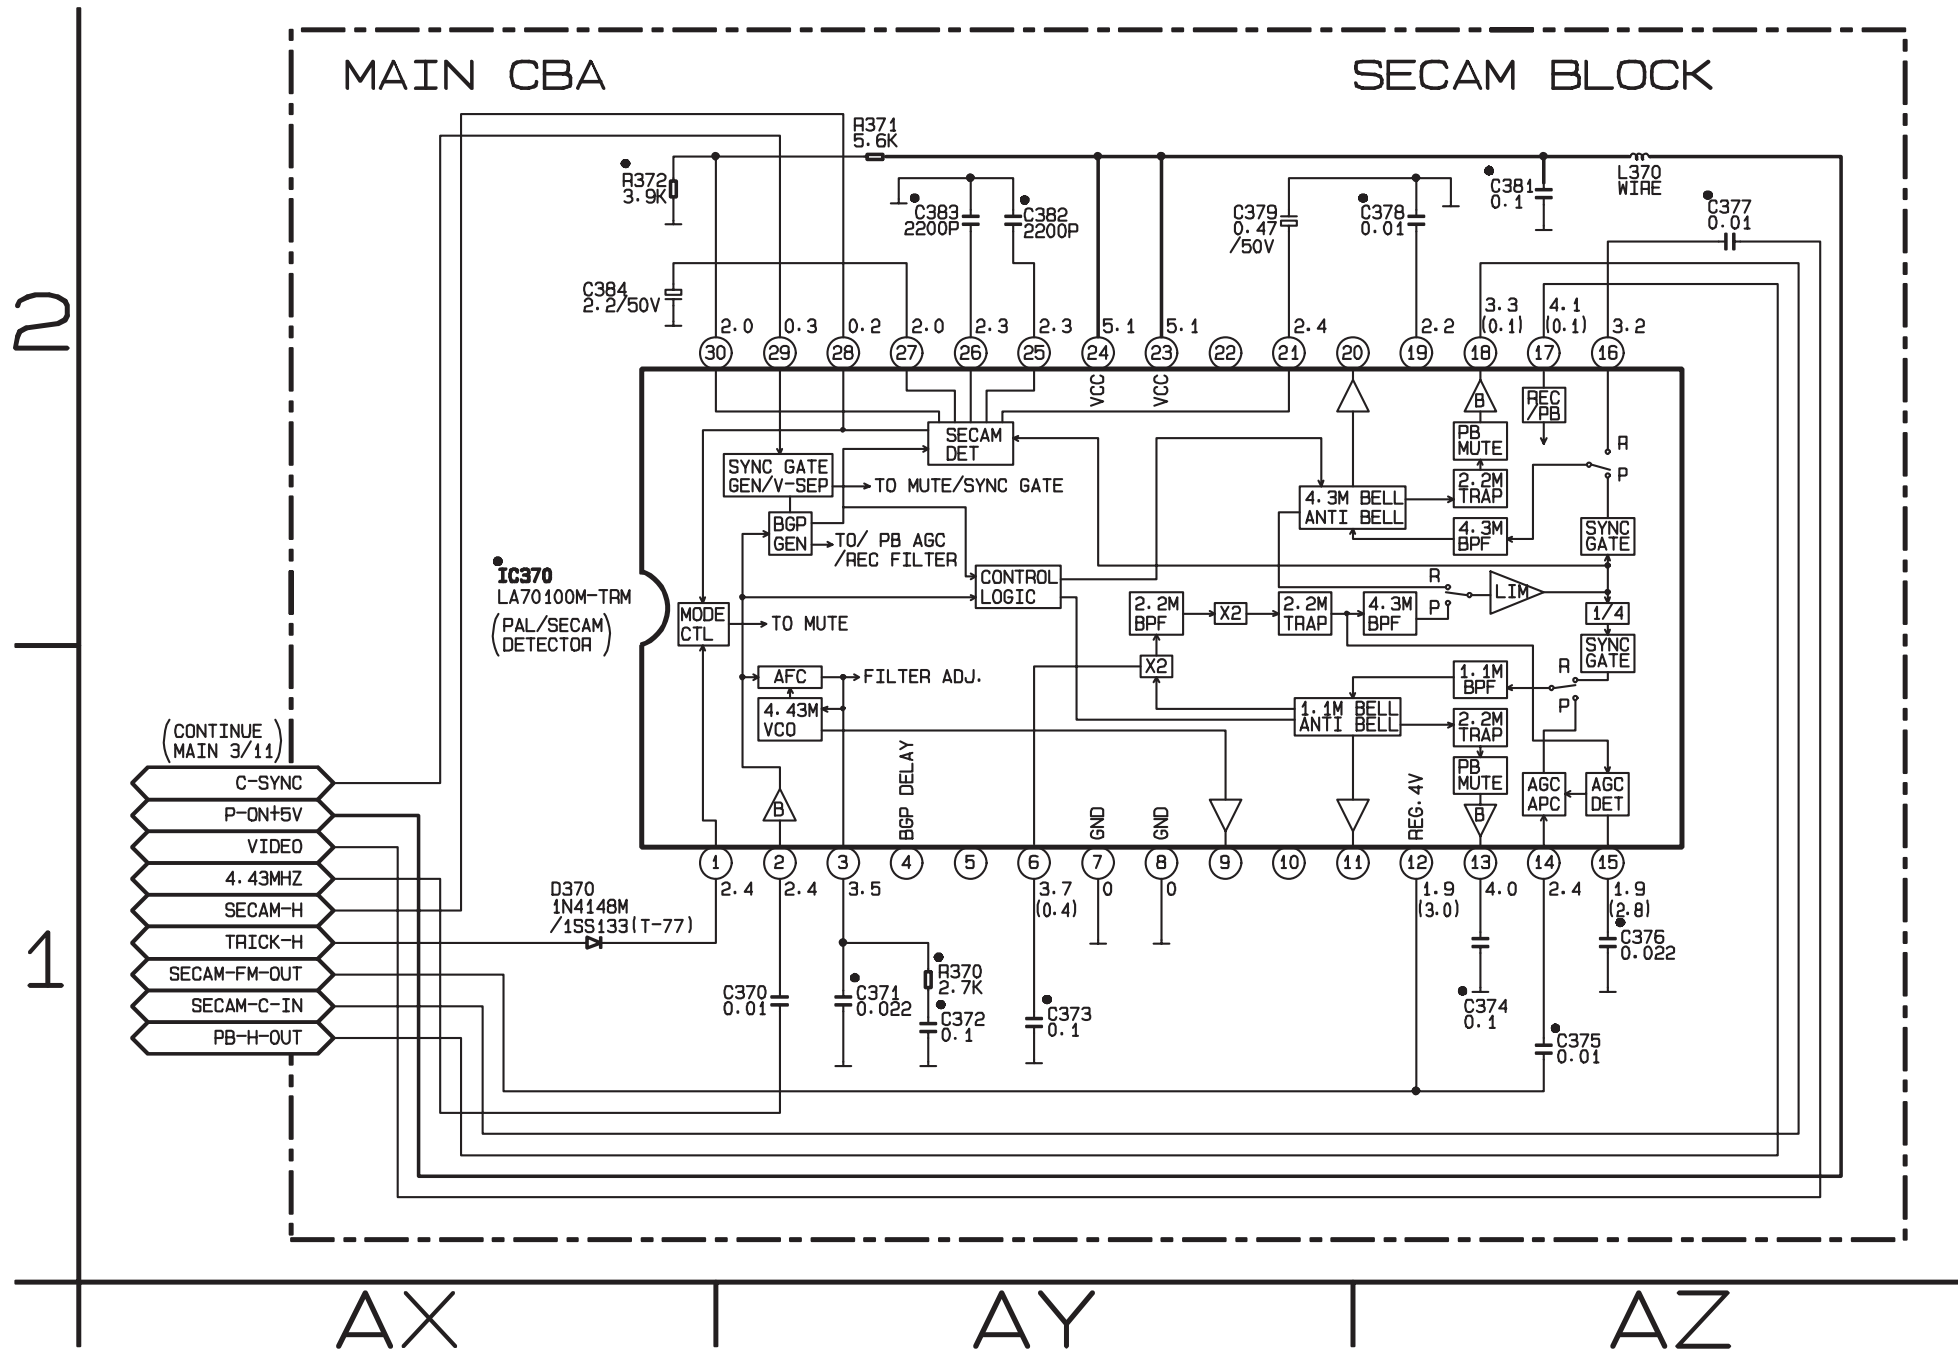 MAIN CBA
SECAM BLOCK
2
1
R371
5.6K
R372
3.9K
C383
2200P
C382
2200P
C384
2.2/50V
C379
0.47
/50V
C378
0.01
C381
0.1
L370
WIRE
C377
0.01
2.0
0.3
0.2
2.0
2.3
2.3
5.1
5.1
2.4
2.2
3.3
(0.1)
4.1
(0.1)
3.2
30
29
28
27
26
25
24
23
22
21
20
19
18
17
16
VCC
VCC
B
REC
/PB
SECAM
DET
PB
MUTE
R
P
SYNC GATE
GEN/V-SEP
TO MUTE/SYNC GATE
2.2M
TRAP
4.3M BELL
ANTI BELL
BGP
GEN
TO/ PB AGC
/REC FILTER
4.3M
BPF
SYNC
GATE
IC370
LA70100M-TRM
(PAL/SECAM
DETECTOR)
CONTROL
LOGIC
R
P
LIM
MODE
CTL
TO MUTE
2.2M
BPF
X2
2.2M
TRAP
4.3M
BPF
1/4
SYNC
GATE
X2
AFC
FILTER ADJ.
1.1M
BPF
R
P
4.43M
VCO
1.1M BELL
ANTI BELL
2.2M
TRAP
PB
MUTE
AGC
APC
AGC
DET
B
BGP DELAY
GND
GND
REG.4V
B
1
2
3
4
5
6
7
8
9
10
11
12
13
14
15
2.4
2.4
3.5
3.7
(0.4)
0
0
1.9
(3.0)
4.0
2.4
1.9
(2.8)
(CONTINUE
MAIN 3/11)
C-SYNC
P-ON+5V
VIDEO
4.43MHZ
SECAM-H
TRICK-H
SECAM-FM-OUT
SECAM-C-IN
PB-H-OUT
D370
1N4148M
/1SS133(T-77)
C370
0.01
C371
0.022
R370
2.7K
C372
0.1
C373
0.1
C374
0.1
C375
0.01
C376
0.022
AX
AY
AZ